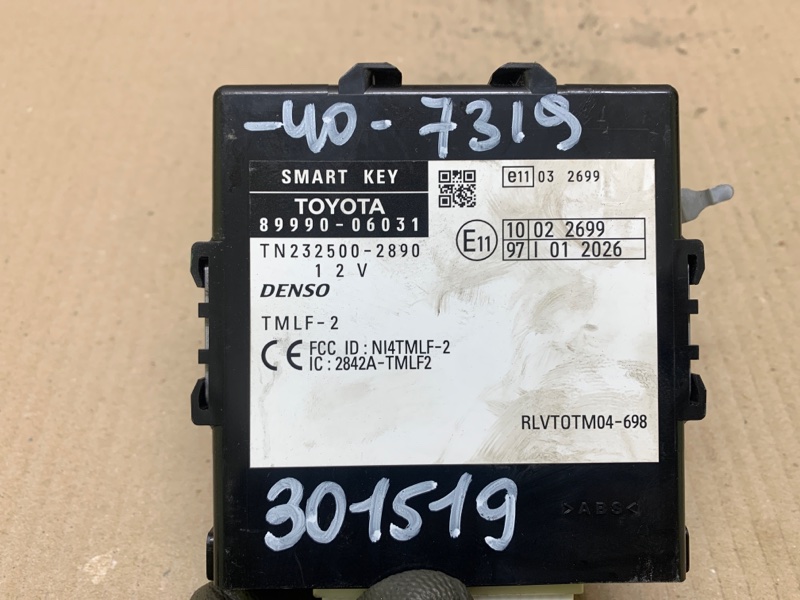 -40-7319
SMART KEY
TOYOTA
89990-06031
TN232500-2890
12V
DENSO
TMLF-2
CE FCC ID : NI4TMLF-2
IC : 2842A-TMLF2
e11 03 2699
E11 10 02 2699
97 I 01 2026
RLVTOTM04-698
301519
>ABS<